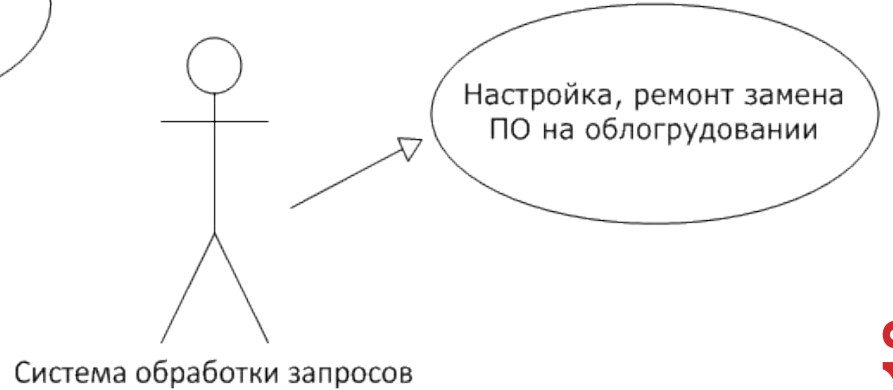 Настройка, ремонт замена
ПО на облогрудовании
Система обработки запросов